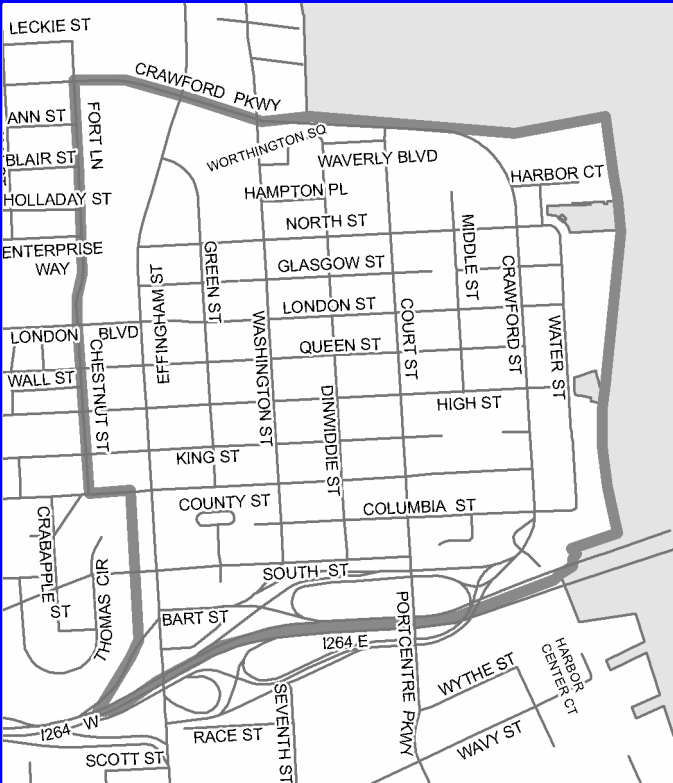 LECKIE ST
CRAWFORD PKWY
ANN ST
FORT LN
WORTHINGTON SQ
BLAIR ST
WAVERLY BLVD
HARBOR CT
HAMPTON PL
HOLLADAY ST
NORTH ST
MIDDLE ST
ENTERPRISE
WAY
GREEN ST
GLASGOW ST
CRAWFORD ST
EFFINGHAM ST
LONDON ST
COURT ST
WASHINGTON ST
WATER ST
LONDON BLVD
CHESTNUT ST
QUEEN ST
WALL ST
DINWIDDIE ST
HIGH ST
KING ST
COUNTY ST
COLUMBIA ST
CRABAPPLE
ST
THOMAS CIR
SOUTH ST
PORTCENTRE PKWY
BART ST
I264 E
HARBOR
CENTER CT
WYTHE ST
SEVENTH ST
I264 W
RACE ST
WAVY ST
SCOTT ST